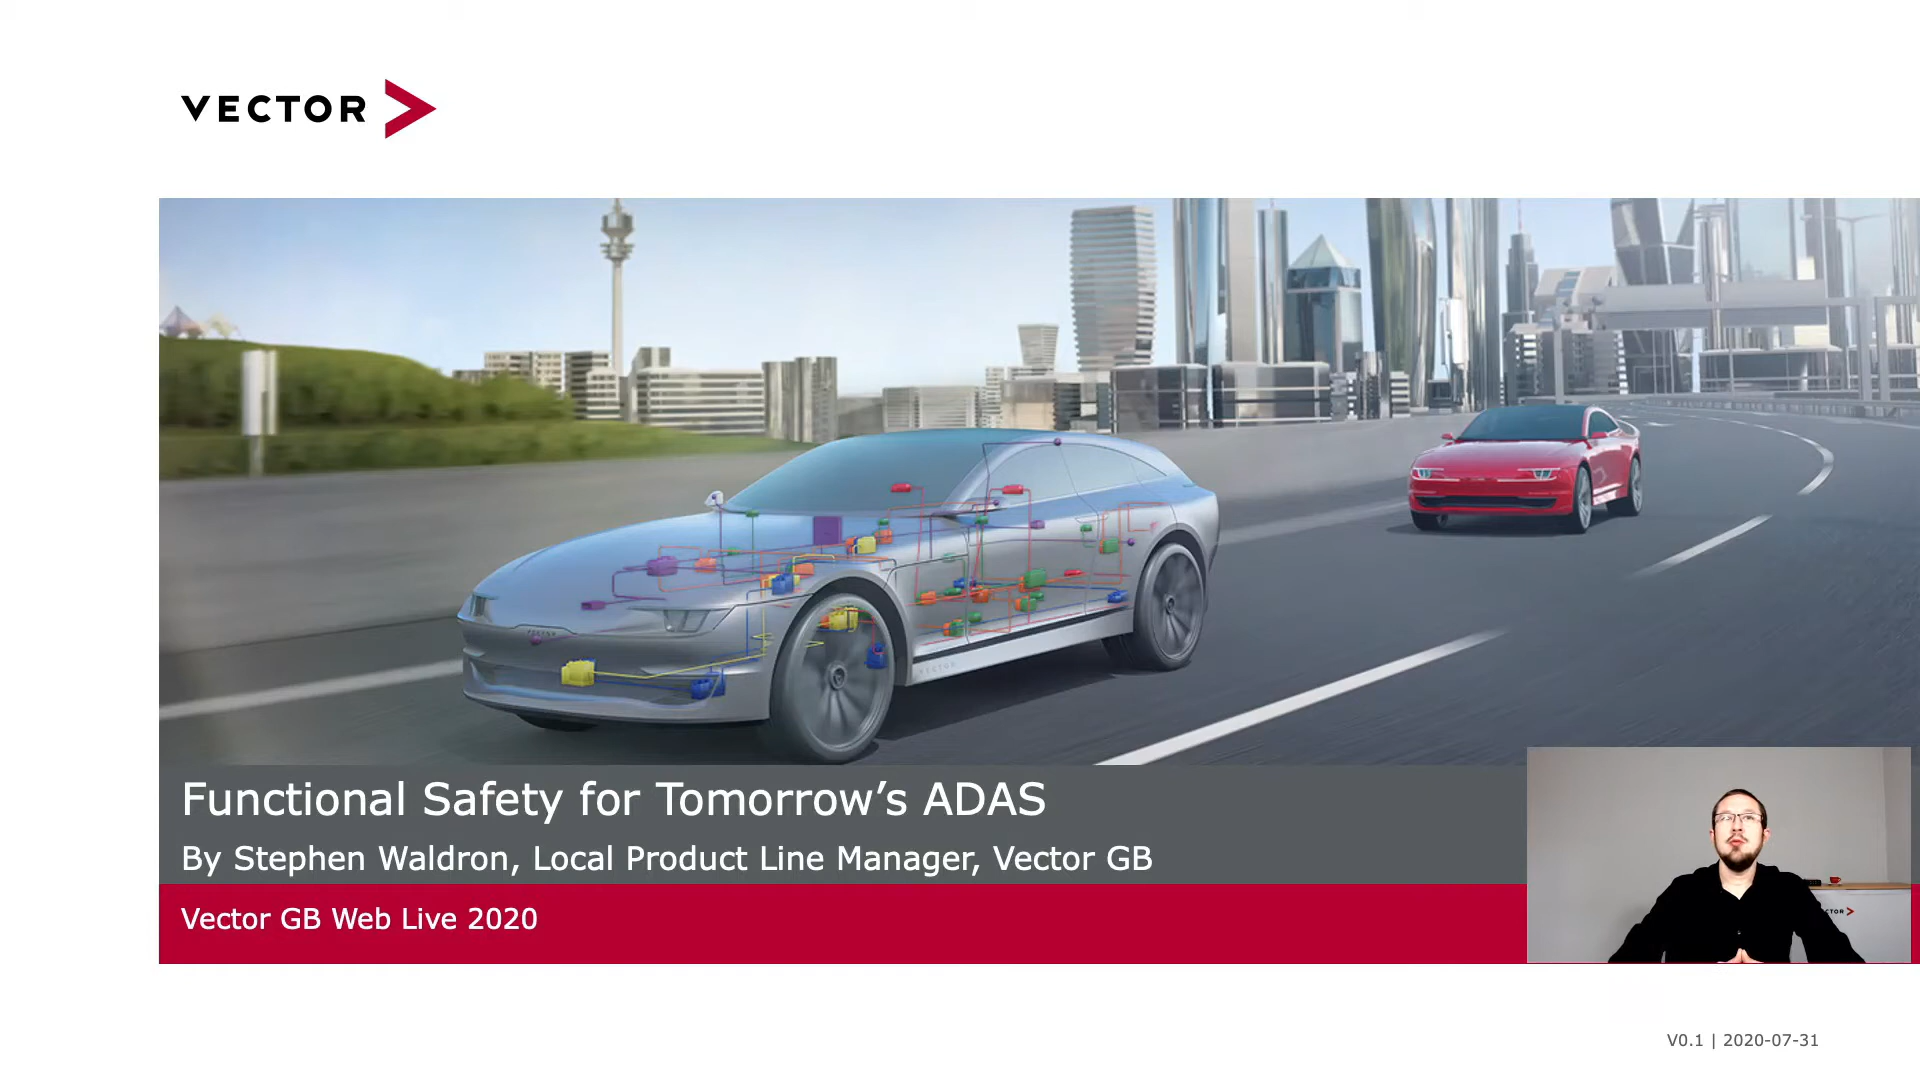 VECTOR
VECTOR
Functional Safety for Tomorrow's ADAS
By Stephen Waldron, Local Product Line Manager, Vector GB
Vector GB Web Live 2020
V0.1 | 2020-07-31